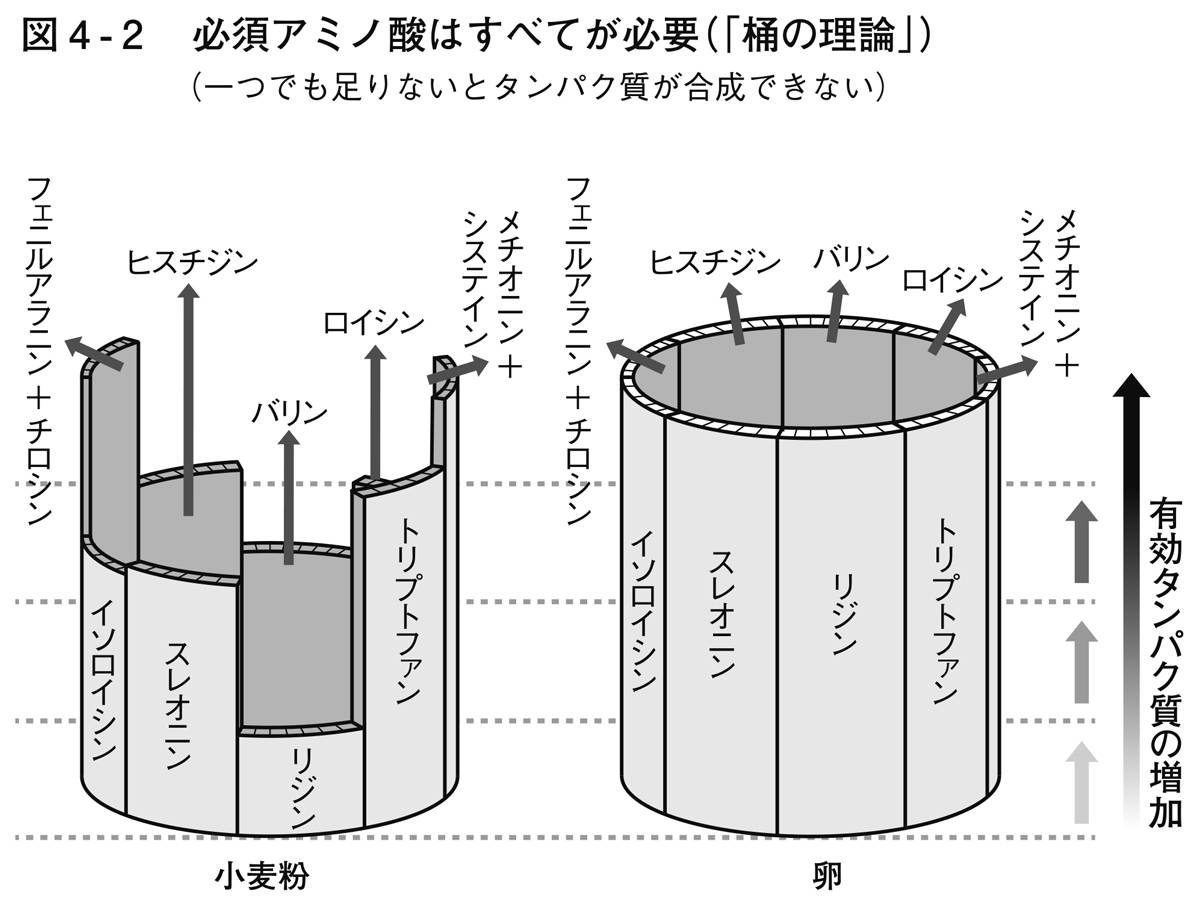 図4-2 必須アミノ酸はすべてが必要(「桶の理論」)
(一つでも足りないとタンパク質が合成できない)
フェニルアラニン+チロシン
ヒスチジン
バリン
ロイシン
メチオニン+
システイン
イソロイシン
スレオニン
リジン
トリプトファン
小麦粉
フェニルアラニン+チロシン
ヒスチジン
バリン
ロイシン
メチオニン+
システイン
イソロイシン
スレオニン
リジン
トリプトファン
卵
有効タンパク質の増加